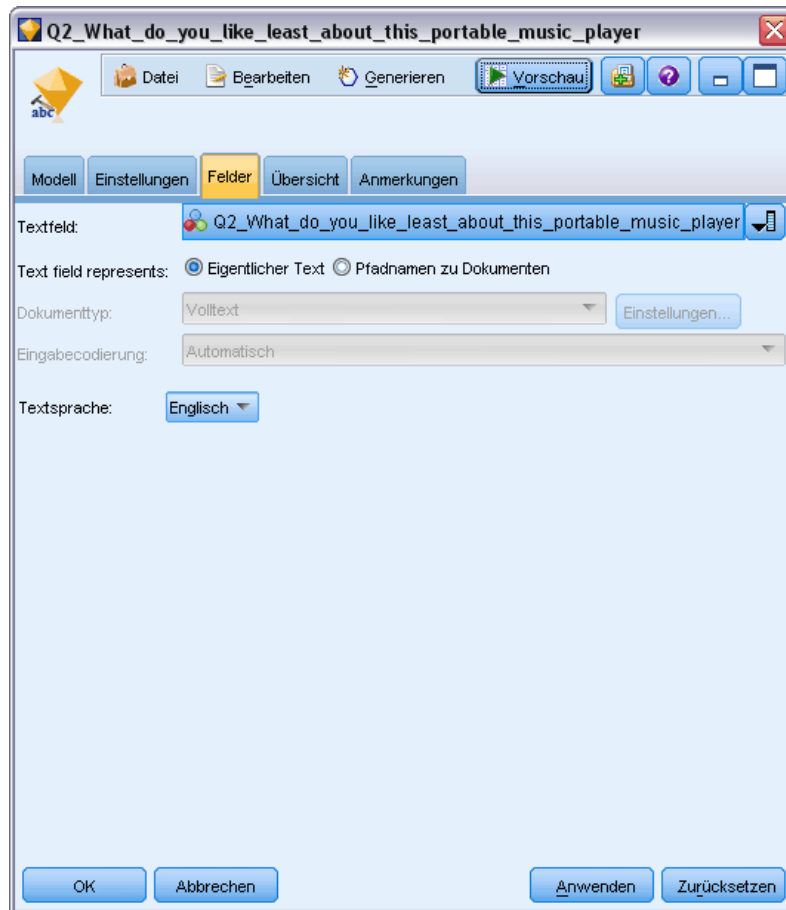 Q2_What_do_you_like_least_about_this_portable_music_player
abc
Datei Bearbeiten Generieren Vorschau
Modell Einstellungen Felder Übersicht Anmerkungen
Textfeld: Q2_What_do_you_like_least_about_this_portable_music_player
Text field represents: Eigentlicher Text Pfadnamen zu Dokumenten
Dokumenttyp: Volltext Einstellungen...
Eingabecodierung: Automatisch
Textsprache: Englisch
OK Abbrechen Anwenden Zurücksetzen